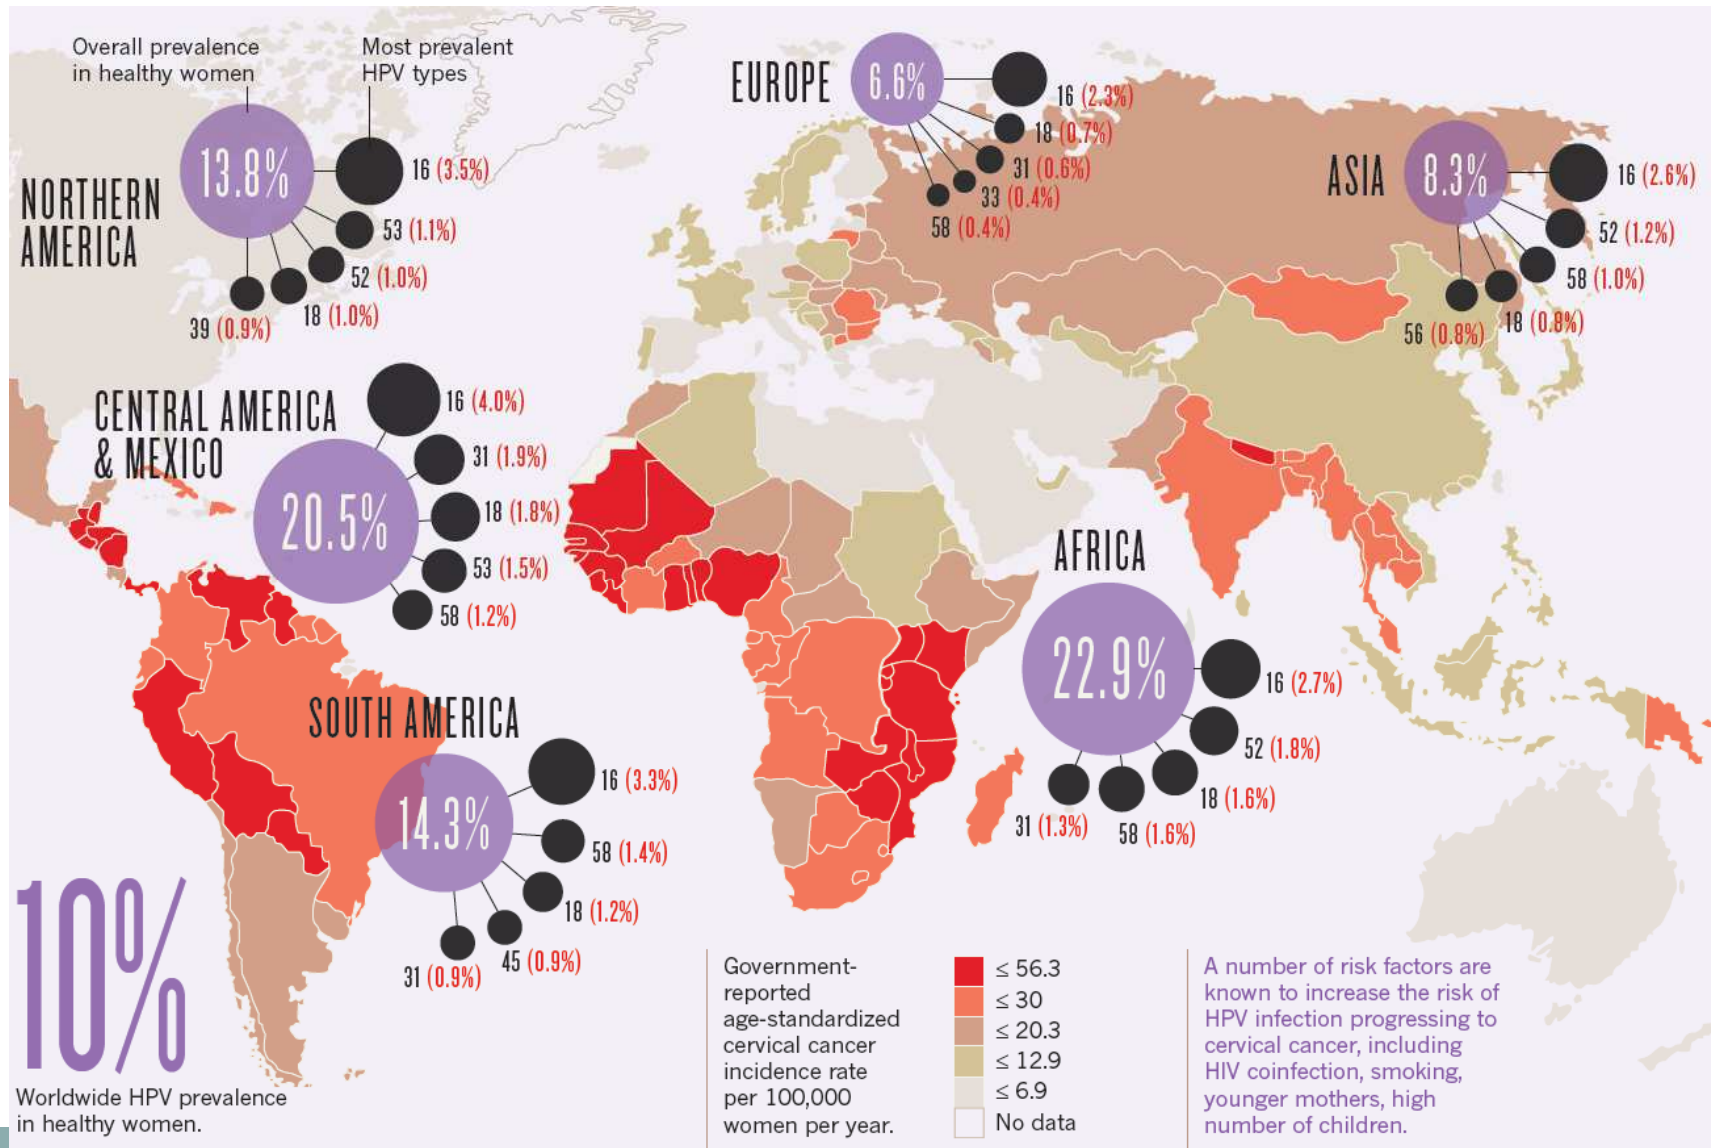 Overall prevalence
in healthy women
Most prevalent
HPV types
NORTHERN
AMERICA
13.8%
16 (3.5%)
53 (1.1%)
52 (1.0%)
18 (1.0%)
39 (0.9%)
EUROPE
6.6%
16 (2.3%)
18 (0.7%)
31 (0.6%)
33 (0.4%)
58 (0.4%)
ASIA
8.3%
16 (2.6%)
52 (1.2%)
58 (1.0%)
18 (0.8%)
56 (0.8%)
CENTRAL AMERICA
& MEXICO
20.5%
16 (4.0%)
31 (1.9%)
18 (1.8%)
53 (1.5%)
58 (1.2%)
AFRICA
22.9%
16 (2.7%)
52 (1.8%)
18 (1.6%)
58 (1.6%)
31 (1.3%)
SOUTH AMERICA
14.3%
16 (3.3%)
58 (1.4%)
18 (1.2%)
45 (0.9%)
31 (0.9%)
10%
Worldwide HPV prevalence
in healthy women.
Government-
reported
age-standardized
cervical cancer
incidence rate
per 100,000
women per year.
≤ 56.3
≤ 30
≤ 20.3
≤ 12.9
≤ 6.9
No data
A number of risk factors are
known to increase the risk of
HPV infection progressing to
cervical cancer, including
HIV coinfection, smoking,
younger mothers, high
number of children.